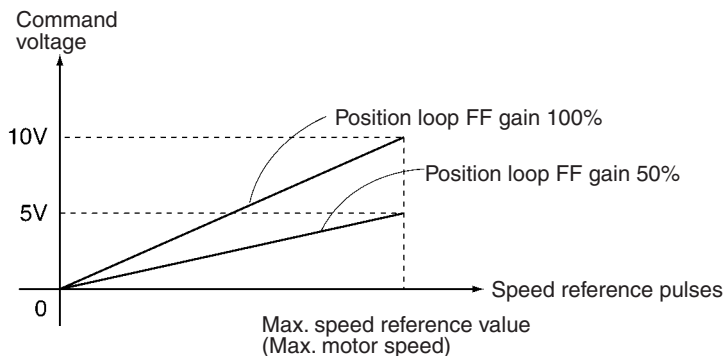 Command
voltage
10V
Position loop FF gain 100%
Position loop FF gain 50%
5V
0
Speed reference pulses
Max. speed reference value
(Max. motor speed)